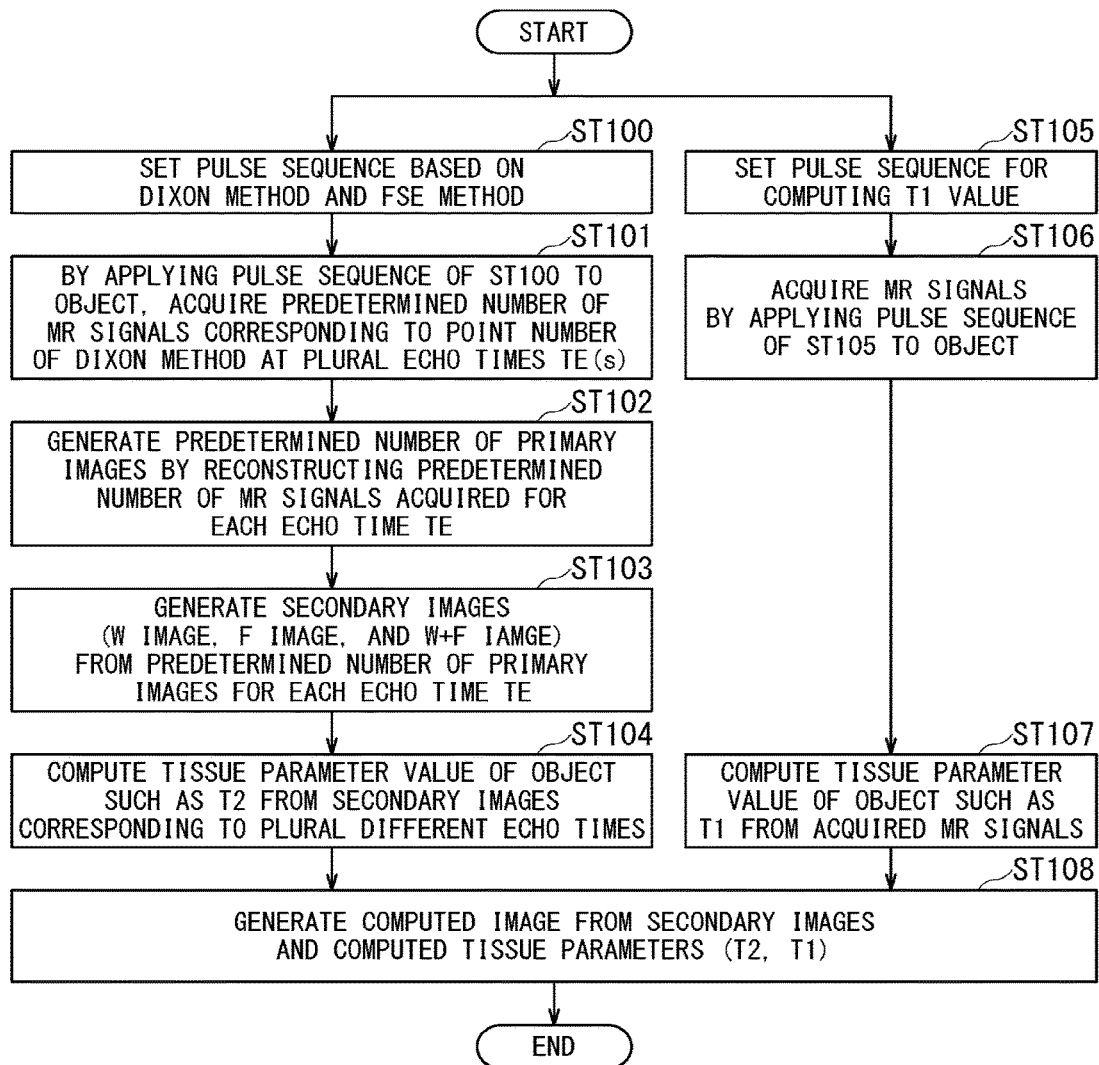 START
ST100
SET PULSE SEQUENCE BASED ON
DIXON METHOD AND FSE METHOD
ST101
BY APPLYING PULSE SEQUENCE OF ST100 TO
OBJECT, ACQUIRE PREDETERMINED NUMBER OF
MR SIGNALS CORRESPONDING TO POINT NUMBER
OF DIXON METHOD AT PLURAL ECHO TIMES TE(s)
ST102
GENERATE PREDETERMINED NUMBER OF PRIMARY
IMAGES BY RECONSTRUCTING PREDETERMINED
NUMBER OF MR SIGNALS ACQUIRED FOR
EACH ECHO TIME TE
ST103
GENERATE SECONDARY IMAGES
(W IMAGE, F IMAGE, AND W+F IAMGE)
FROM PREDETERMINED NUMBER OF PRIMARY
IMAGES FOR EACH ECHO TIME TE
ST104
COMPUTE TISSUE PARAMETER VALUE OF OBJECT
SUCH AS T2 FROM SECONDARY IMAGES
CORRESPONDING TO PLURAL DIFFERENT ECHO TIMES
ST105
SET PULSE SEQUENCE FOR
COMPUTING T1 VALUE
ST106
ACQUIRE MR SIGNALS
BY APPLYING PULSE SEQUENCE
OF ST105 TO OBJECT
ST107
COMPUTE TISSUE PARAMETER
VALUE OF OBJECT SUCH AS
T1 FROM ACQUIRED MR SIGNALS
ST108
GENERATE COMPUTED IMAGE FROM SECONDARY IMAGES
AND COMPUTED TISSUE PARAMETERS (T2, T1)
END